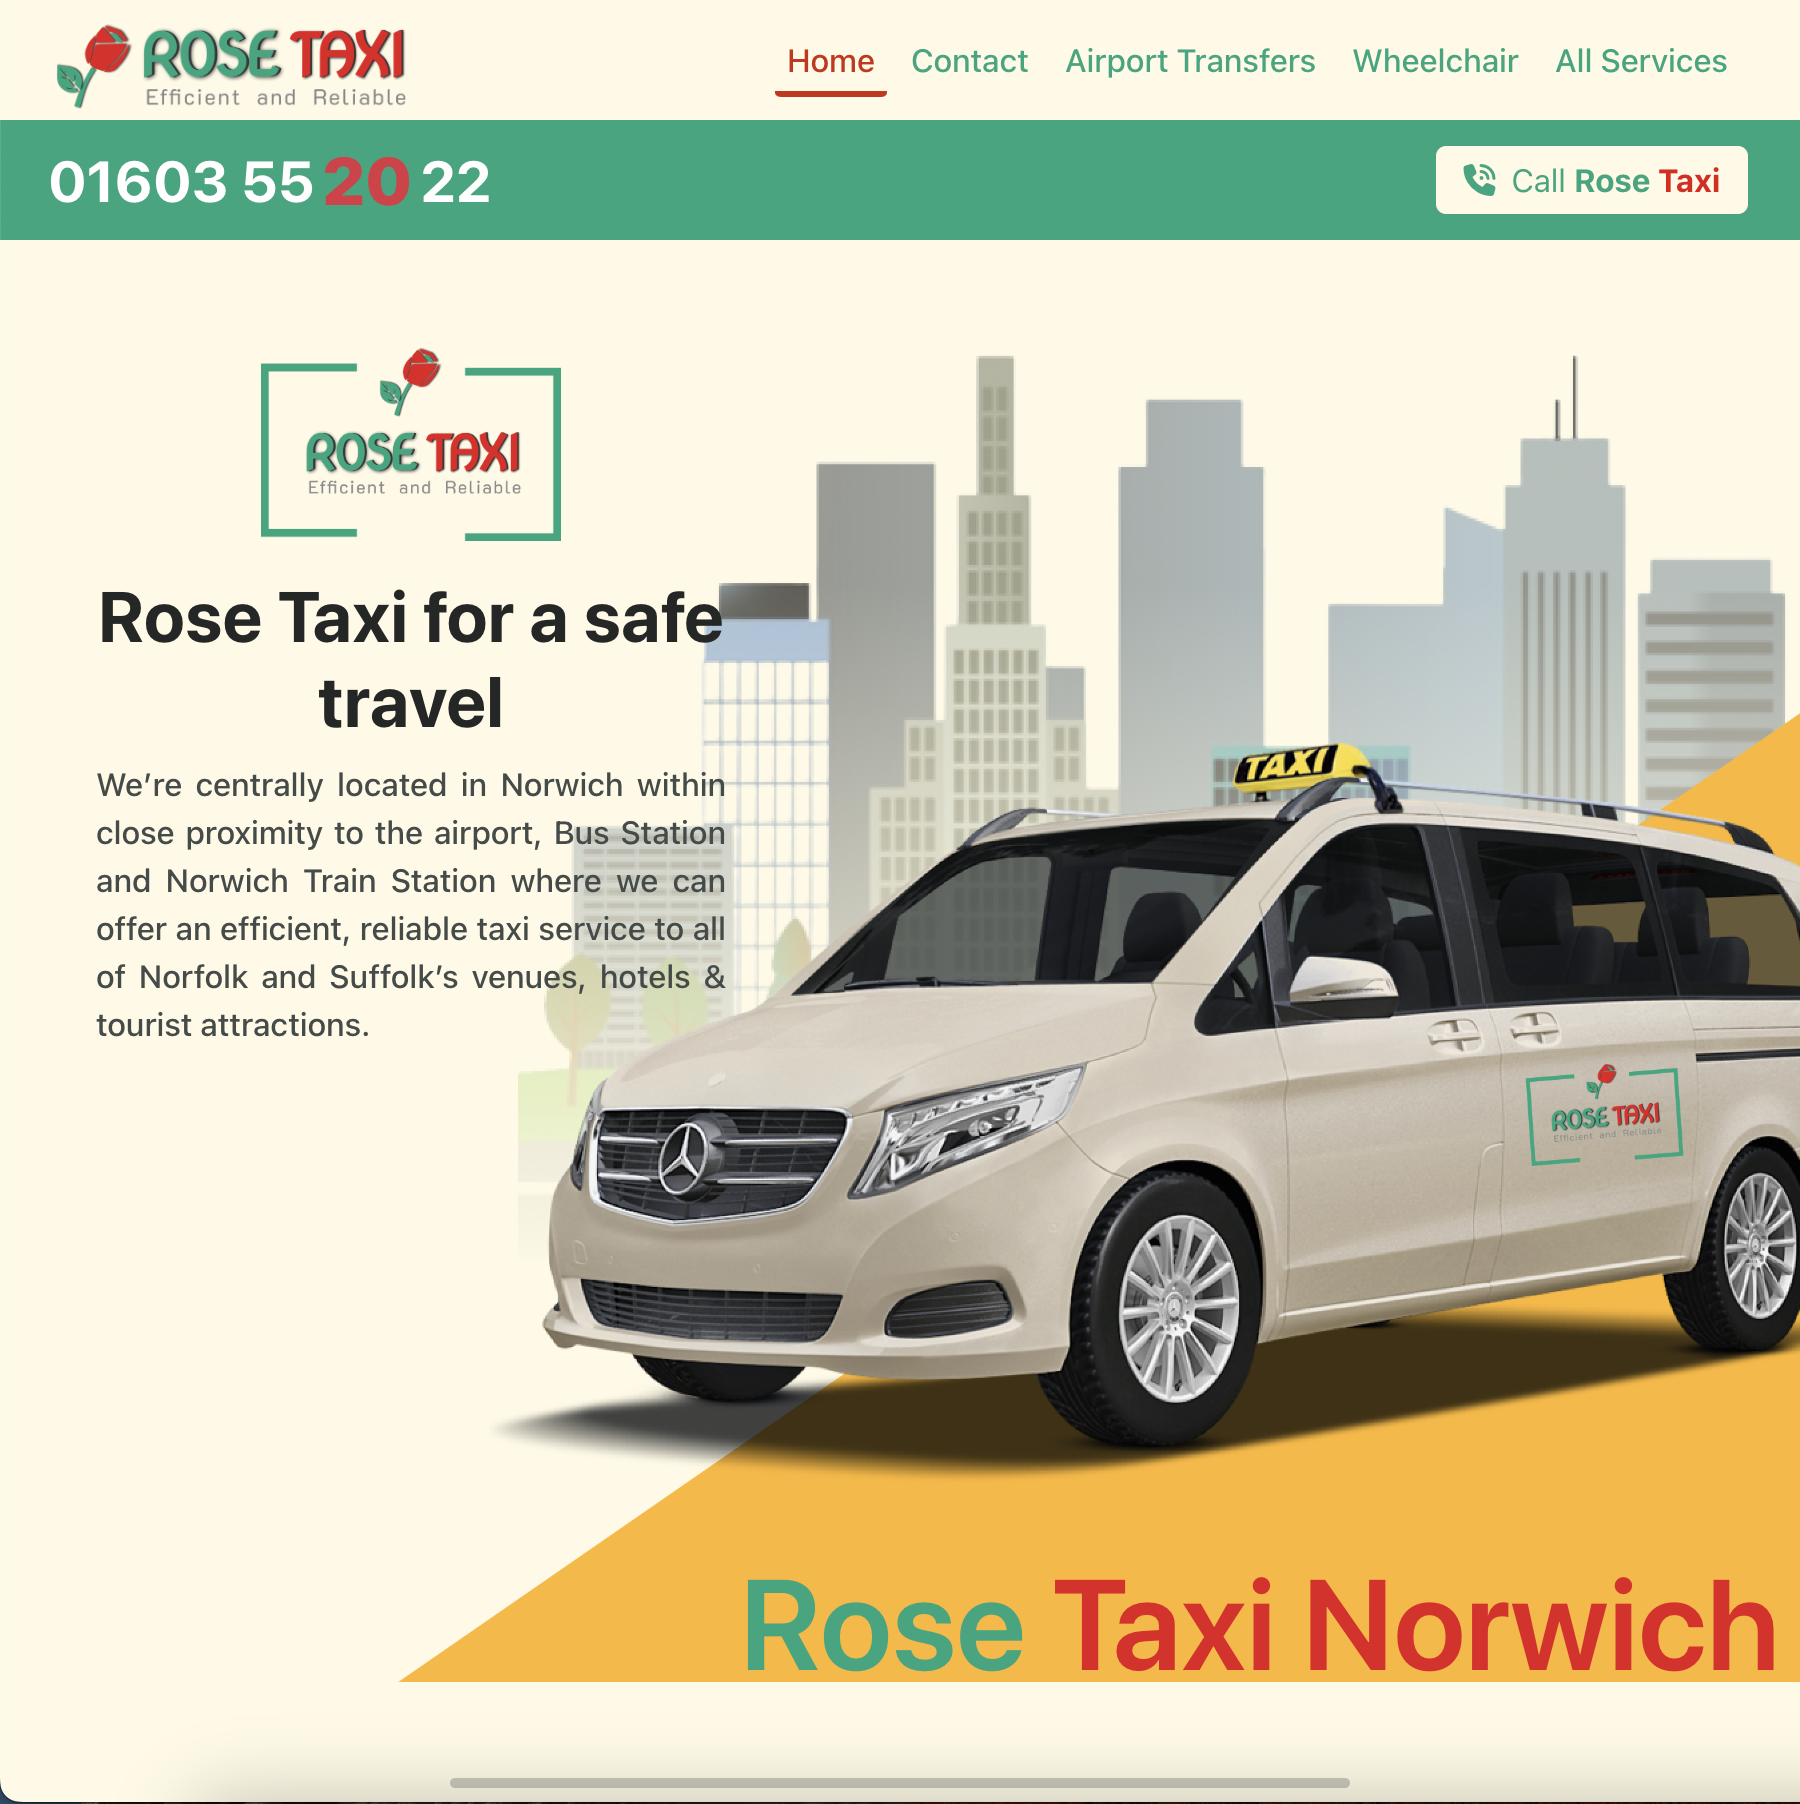 ROSE TAXI
Efficient and Reliable
Home Contact Airport Transfers Wheelchair All Services
01603 55 20 22
Call Rose Taxi
ROSE TAXI
Efficient and Reliable
Rose Taxi for a safe
travel
We’re centrally located in Norwich within
close proximity to the airport, Bus Station
and Norwich Train Station where we can
offer an efficient, reliable taxi service to all
of Norfolk and Suffolk’s venues, hotels &
tourist attractions.
TAXI
ROSE TAXI
Efficient and Reliable
Rose Taxi Norwich